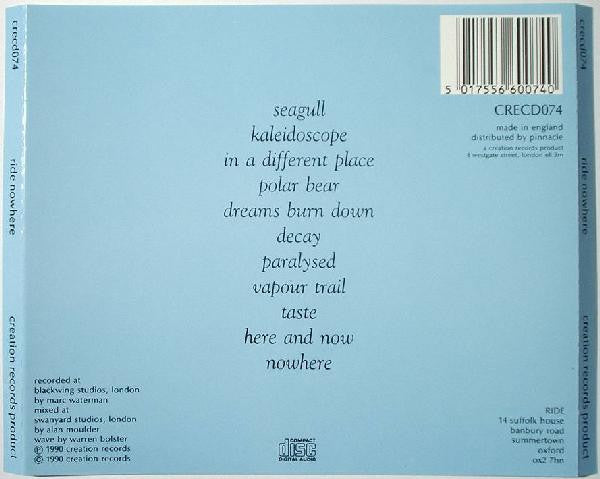 crecd074
ride nowhere
creation records product
5 017556 600740
CRECD074
made in england
distributed by pinnacle
a creation records product
8 westgate street, london e8 3rn
seagull
kaleidoscope
in a different place
polar bear
dreams burn down
decay
paralysed
vapour trail
taste
here and now
nowhere
recorded at
blackwing studios, london
by marc waterman
mixed at
swanyard studios, london
by alan moulder
wave by warren bolster
℗ 1990 creation records
© 1990 creation records
COMPACT
disc
DIGITAL AUDIO
RIDE
14 suffolk house
banbury road
summertown
oxford
ox2 7hn
crecd074
ride nowhere
creation records product